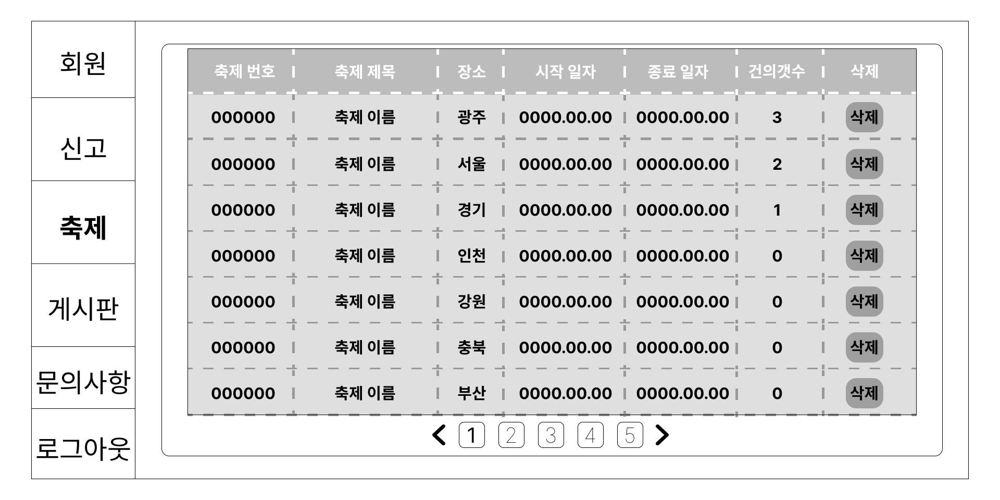 회원
신고
축제
게시판
문의사항
로그아웃
축제 번호 축제 제목 장소 시작 일자 종료 일자 건의갯수 삭제
000000 축제 이름 광주 0000.00.00 0000.00.00 3 삭제
000000 축제 이름 서울 0000.00.00 0000.00.00 2 삭제
000000 축제 이름 경기 0000.00.00 0000.00.00 1 삭제
000000 축제 이름 인천 0000.00.00 0000.00.00 0 삭제
000000 축제 이름 강원 0000.00.00 0000.00.00 0 삭제
000000 축제 이름 충북 0000.00.00 0000.00.00 0 삭제
000000 축제 이름 부산 0000.00.00 0000.00.00 0 삭제
1 2 3 4 5